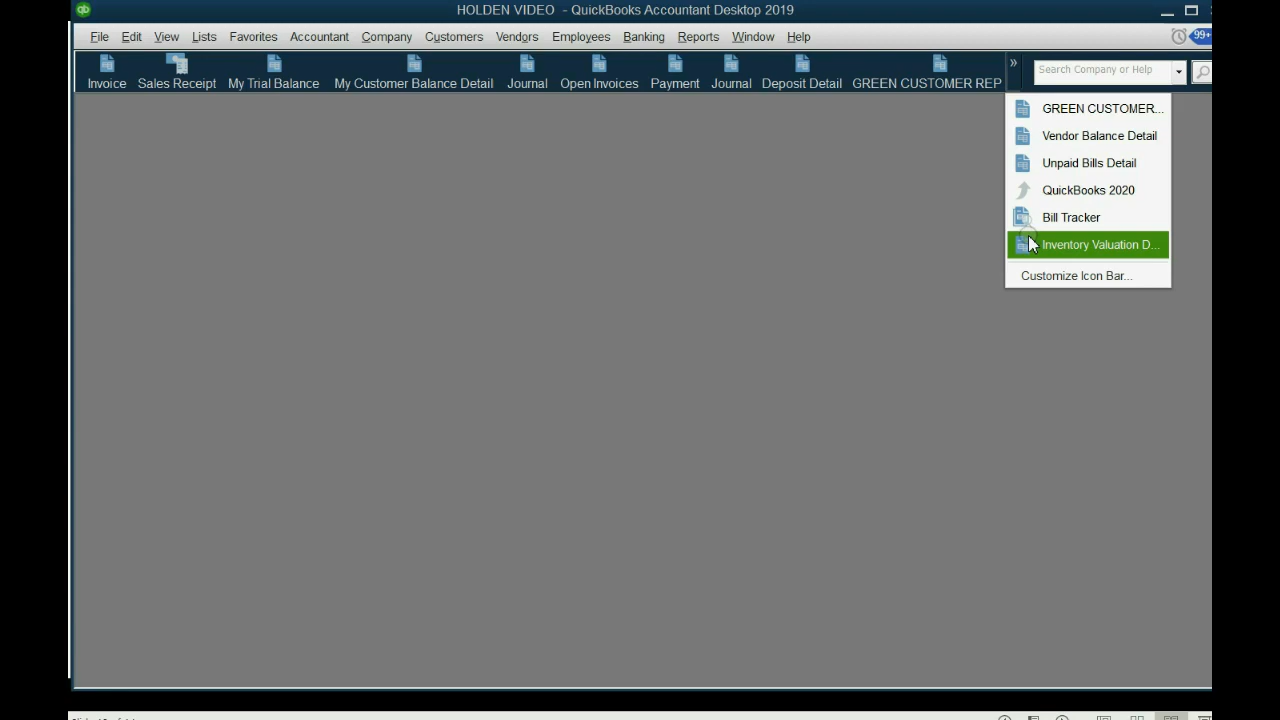 HOLDEN VIDEO - QuickBooks Accountant Desktop 2019
File Edit View Lists Favorites Accountant Company Customers Vendors Employees Banking Reports Window Help
99+
Invoice Sales Receipt My Trial Balance My Customer Balance Detail Journal Open Invoices Payment Journal Deposit Detail GREEN CUSTOMER REP
» Search Company or Help
GREEN CUSTOMER...
Vendor Balance Detail
Unpaid Bills Detail
QuickBooks 2020
Bill Tracker
Inventory Valuation D...
Customize Icon Bar...